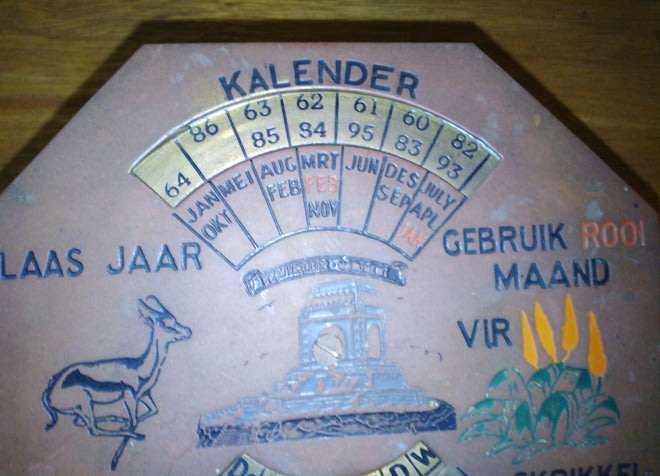 KALENDER
86 63 62 61 60 82
64 85 84 95 83 93
JAN MEI AUG MRT JUN DES JULY
OKT FEB FEB SEP APL
NOV JAN
LAAS JAAR
GEBRUIK ROOI
MAAND
VIR
SKRIKKEL
D D W